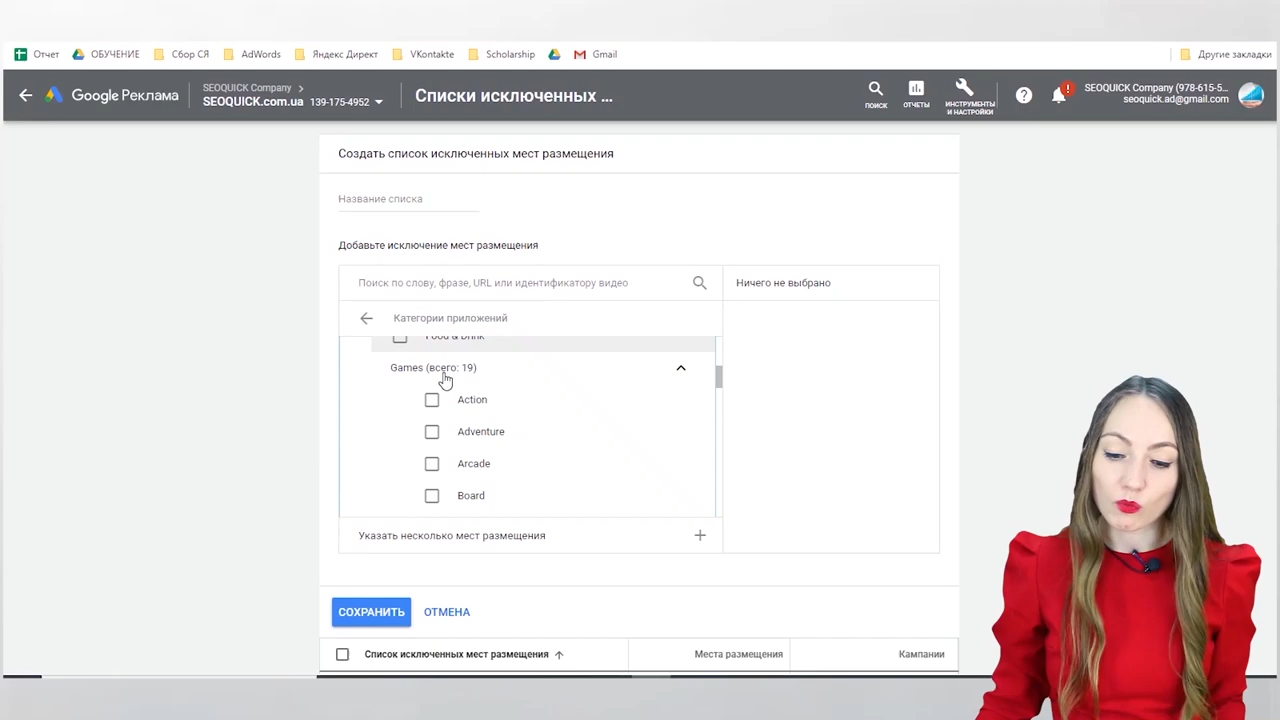 Отчет ОБУЧЕНИЕ Сбор СЯ AdWords Яндекс Директ VKontakte Scholarship Gmail Другие закладки
Google Реклама
SEOQUICK Company
SEOQUICK.com.ua 139-175-4952
Списки исключенных ...
ПОИСК
ОТЧЕТЫ
ИНСТРУМЕНТЫ
И НАСТРОЙКИ
?
!
SEOQUICK Company (978-615-5...
seoquick.ad@gmail.com
Создать список исключенных мест размещения
Название списка
Добавьте исключение мест размещения
Поиск по слову, фразе, URL или идентификатору видео
Ничего не выбрано
Категории приложений
Food & Drink
Games (всего: 19)
Action
Adventure
Arcade
Board
Указать несколько мест размещения
СОХРАНИТЬ ОТМЕНА
Список исключенных мест размещения Места размещения Кампании